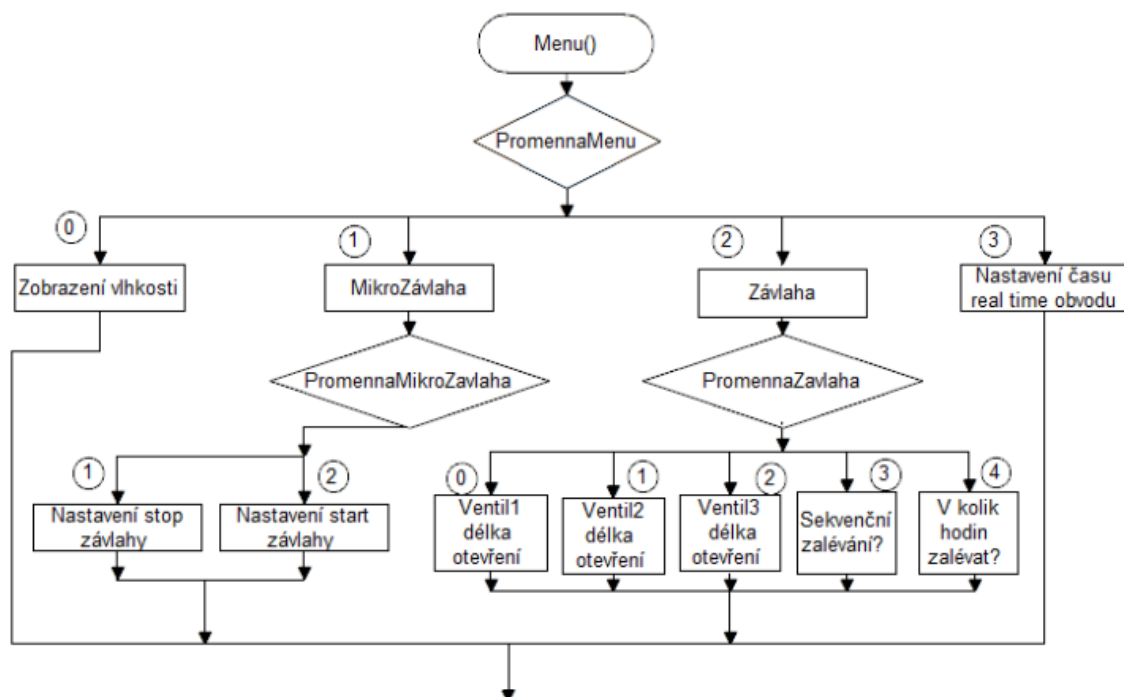 Menu()
PromennaMenu
0
1
2
3
Zobrazení vlhkosti
MikroZávlaha
Závlaha
Nastavení času
real time obvodu
PromennaMikroZavlaha
PromennaZavlaha
1
2
0
1
2
3
4
Nastavení stop
závlahy
Nastavení start
závlahy
Ventil1
délka
otevření
Ventil2
délka
otevření
Ventil3
délka
otevření
Sekvenční
zalévání?
V kolik
hodin
zalévat?